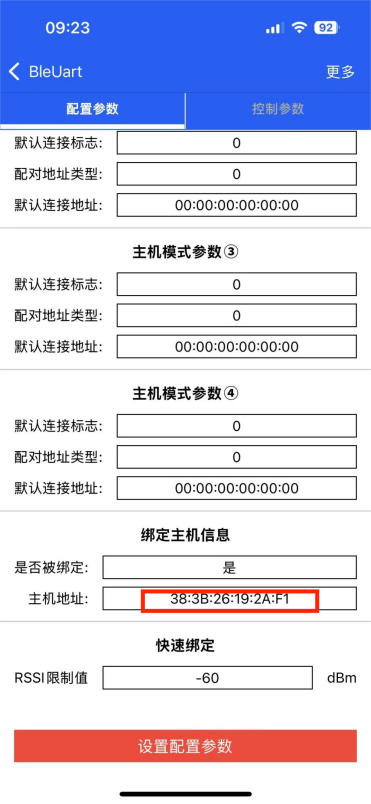 09:23 92
BleUart 更多
配置参数 控制参数
默认连接标志: 0
配对地址类型: 0
默认连接地址: 00:00:00:00:00:00
主机模式参数③
默认连接标志: 0
配对地址类型: 0
默认连接地址: 00:00:00:00:00:00
主机模式参数④
默认连接标志: 0
配对地址类型: 0
默认连接地址: 00:00:00:00:00:00
绑定主机信息
是否被绑定: 是
主机地址: 38:3B:26:19:2A:F1
快速绑定
RSSI限制值 -60 dBm
设置配置参数